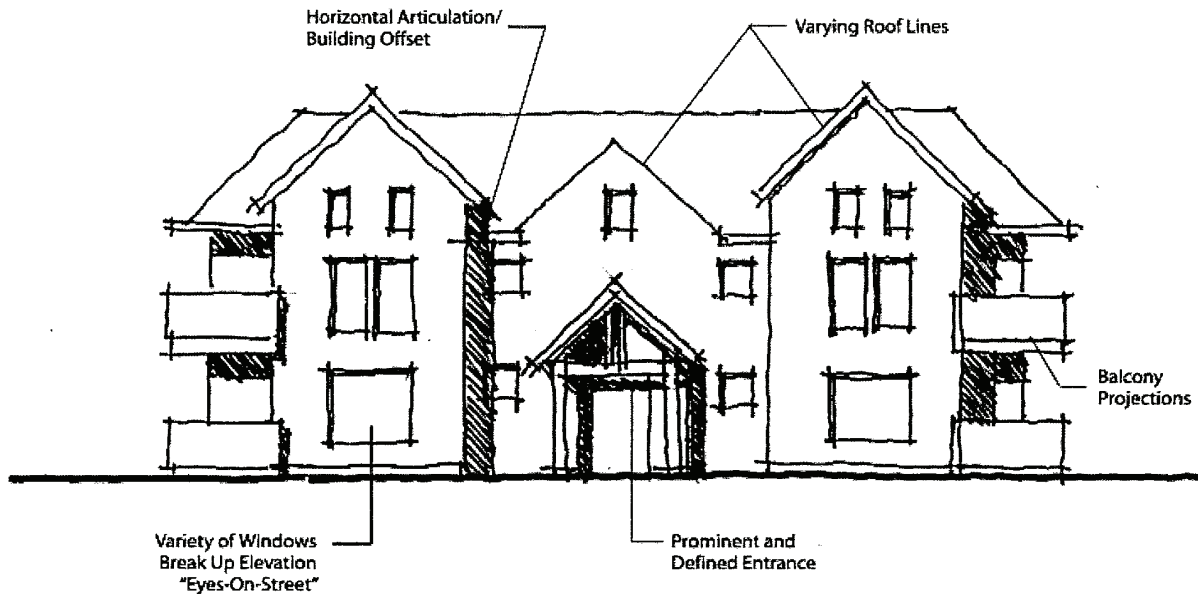 Horizontal Articulation/
Building Offset
Varying Roof Lines
Balcony
Projections
Variety of Windows
Break Up Elevation
"Eyes-On-Street"
Prominent and
Defined Entrance